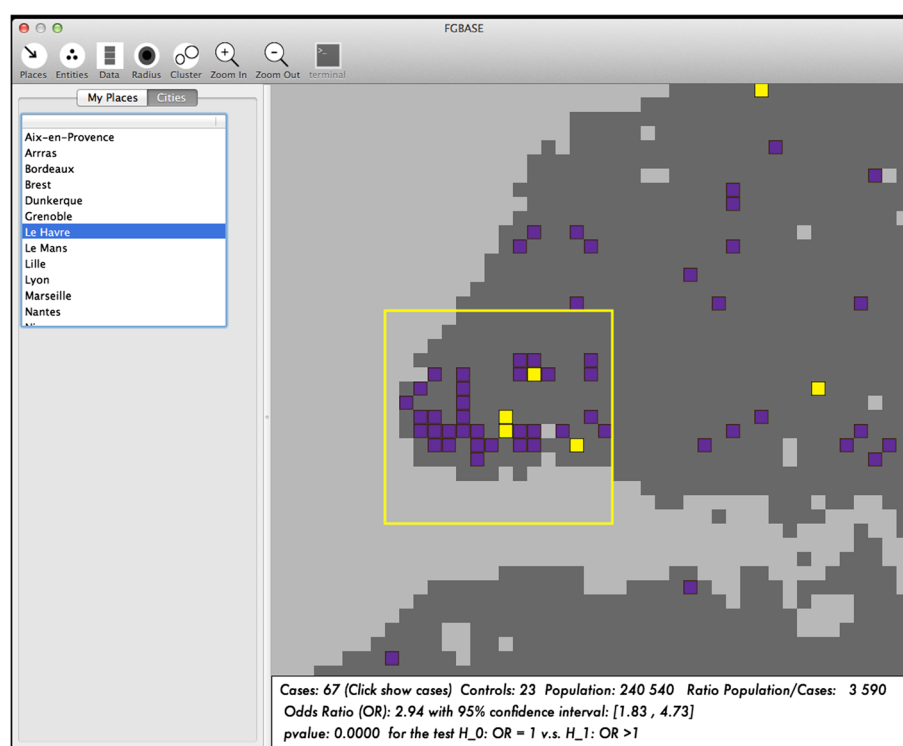 FGBASE
>_
Places Entities Data Radius Cluster Zoom In Zoom Out terminal
My Places Cities
Aix-en-Provence
Arrras
Bordeaux
Brest
Dunkerque
Grenoble
Le Havre
Le Mans
Lille
Lyon
Marseille
Nantes
Cases: 67 (Click show cases) Controls: 23 Population: 240 540 Ratio Population/Cases: 3 590
Odds Ratio (OR): 2.94 with 95% confidence interval: [1.83 , 4.73]
pvalue: 0.0000 for the test H_0: OR = 1 v.s. H_1: OR >1